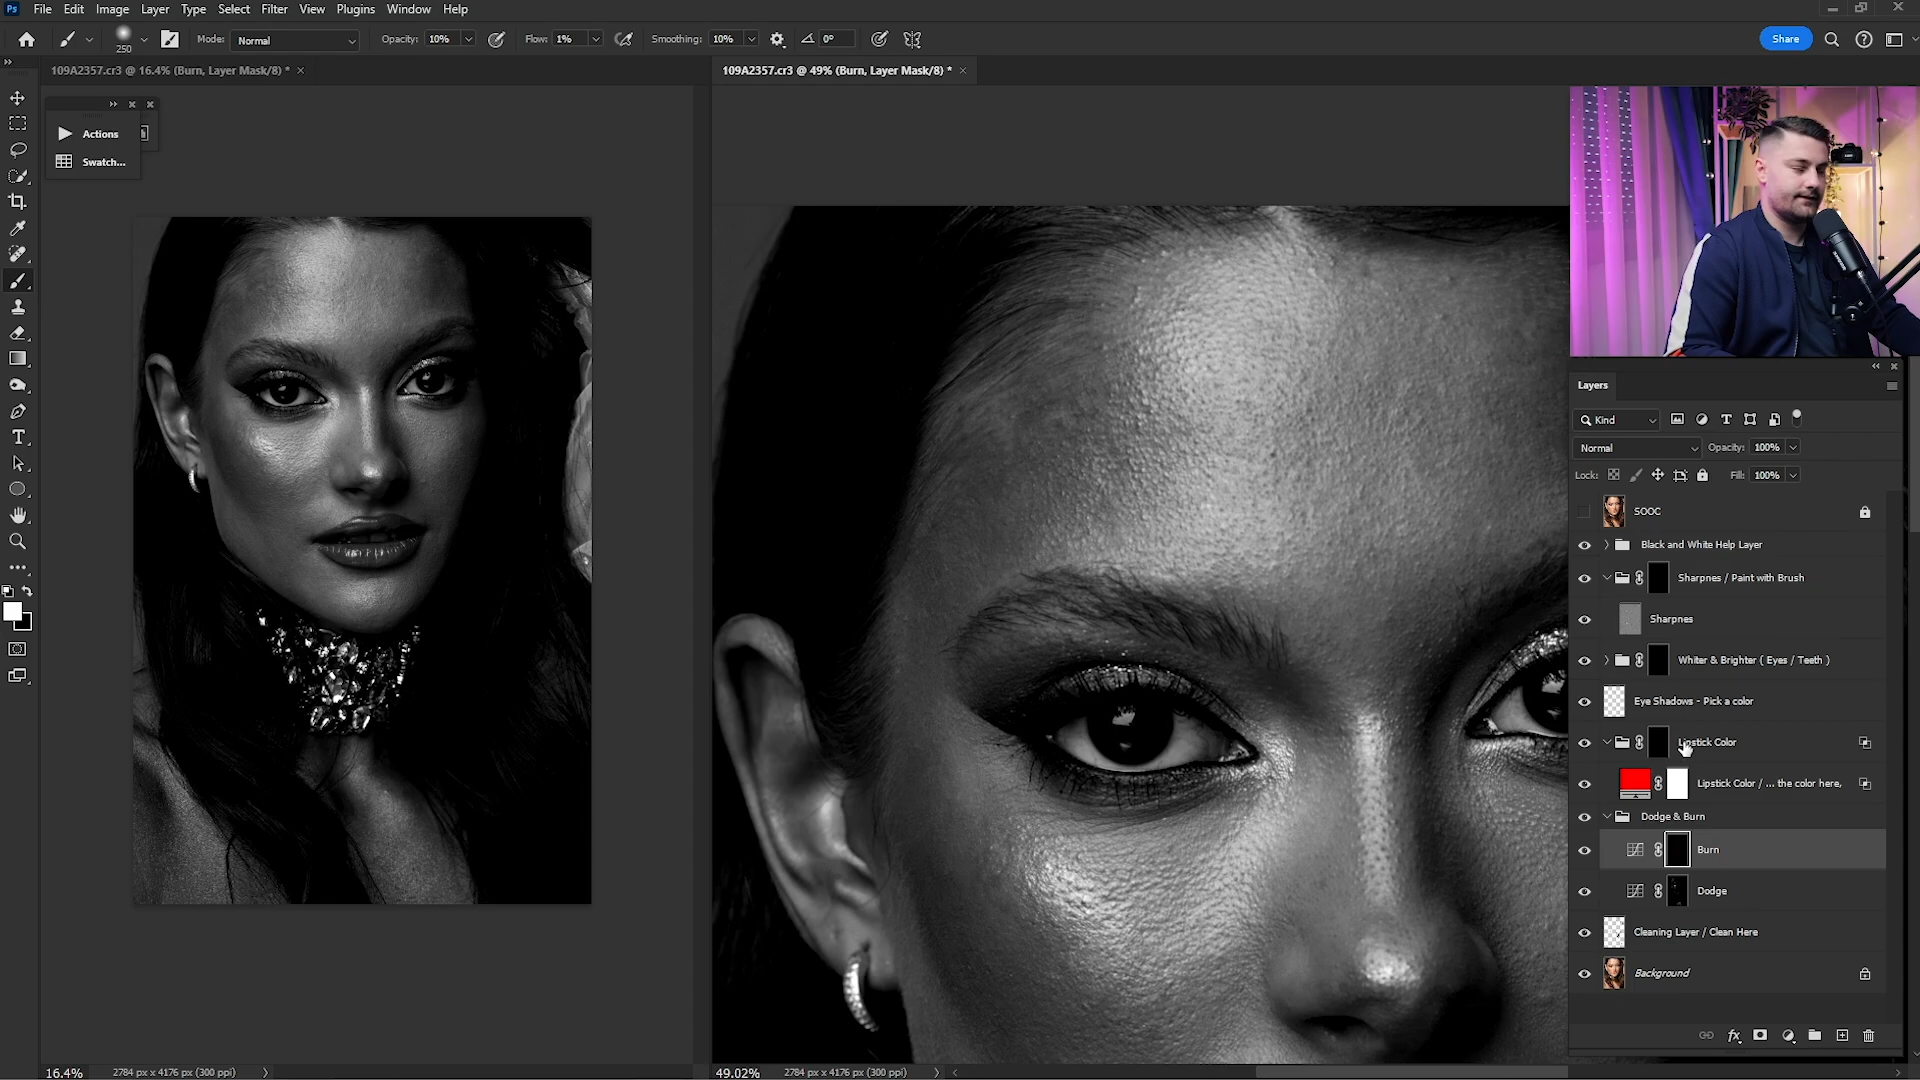 Ps File Edit Image Layer Type Select Filter View Plugins Window Help
250 Mode: Normal Opacity: 10% Flow: 1% Smoothing: 10% 0° Share
109A2357.cr3 @ 16.4% (Burn, Layer Mask/8) *
109A2357.cr3 @ 49% (Burn, Layer Mask/8) *
Actions
Swatch...
Layers
Kind
Normal Opacity: 100%
Lock: Fill: 100%
SOOC
Black and White Help Layer
Sharpnes / Paint with Brush
Sharpnes
Whiter & Brighter ( Eyes / Teeth )
Eye Shadows - Pick a color
Lipstick Color
Lipstick Color / ... the color here,
Dodge & Burn
Burn
Dodge
Cleaning Layer / Clean Here
Background
fx
16.4% 2784 px x 4176 px (300 ppi)
49.02% 2784 px x 4176 px (300 ppi)